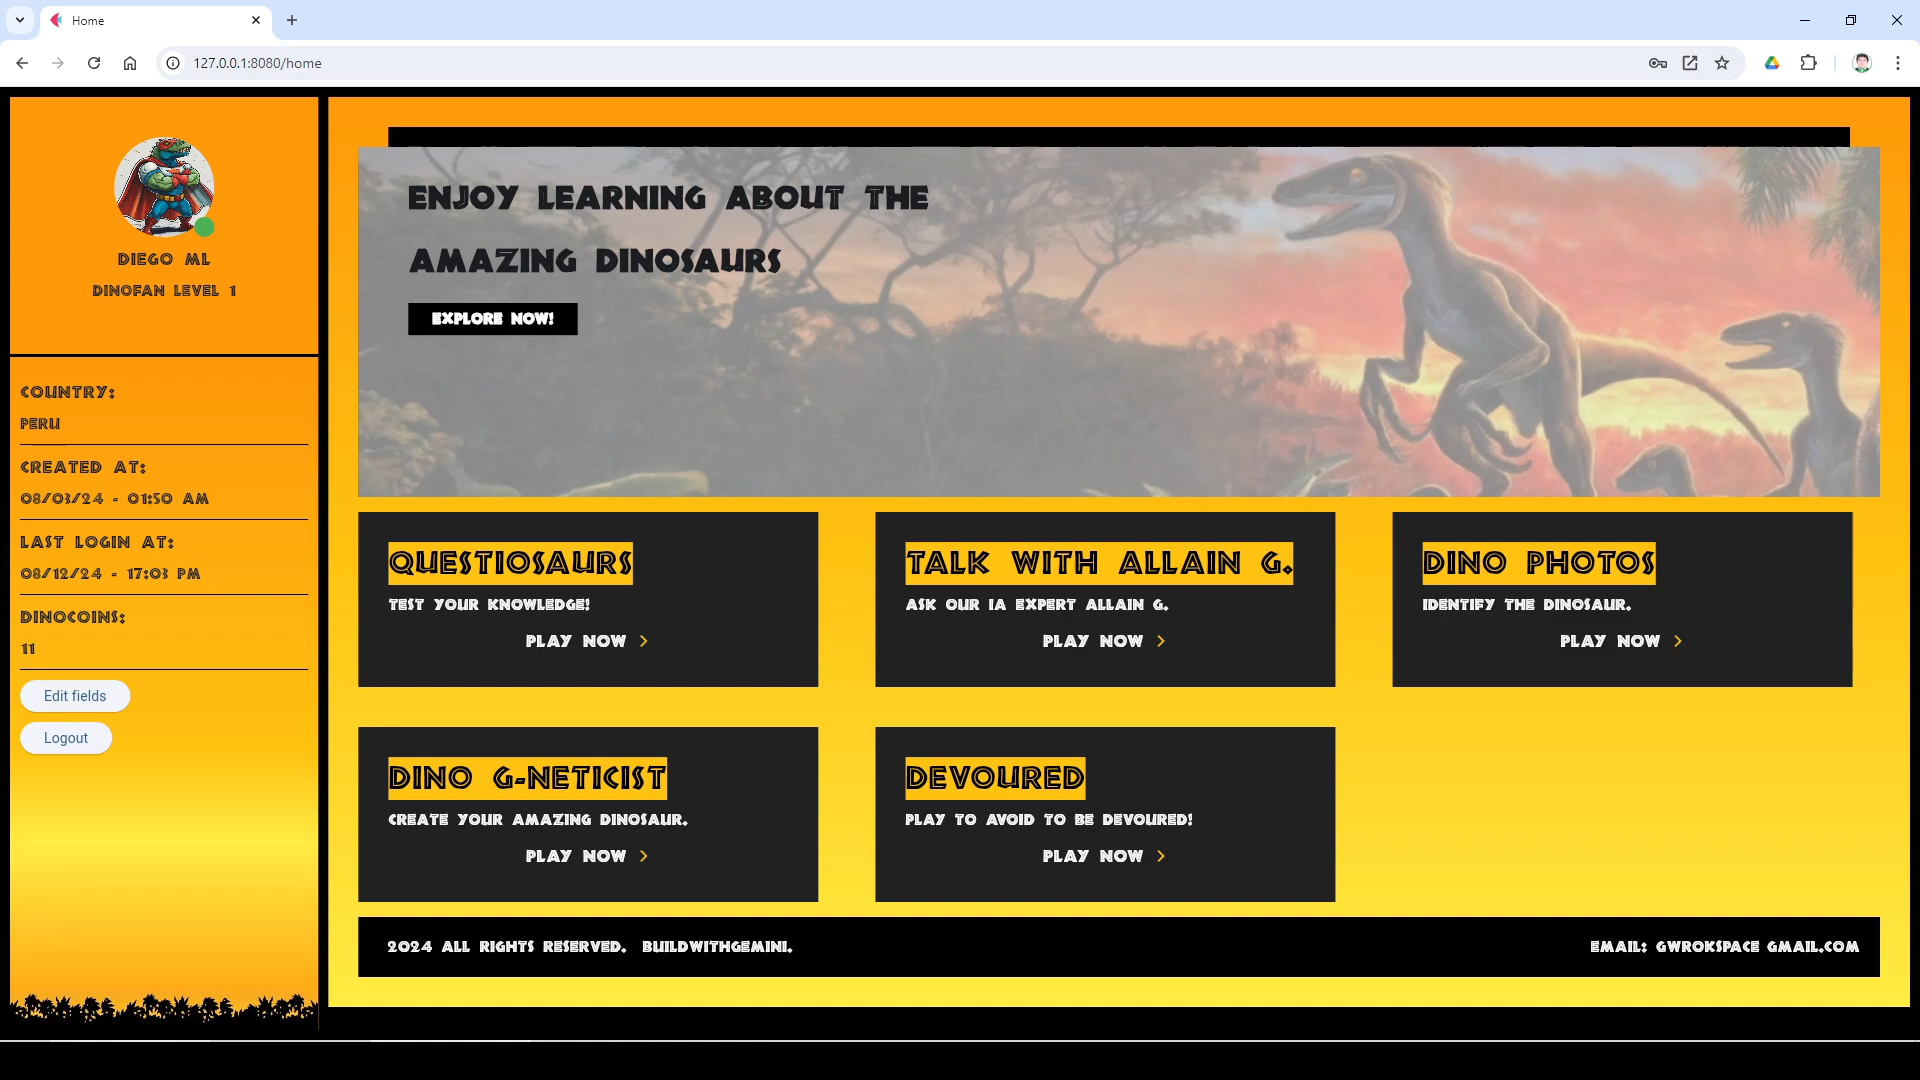 Home
127.0.0.1:8080/home
DIEGO ML
DINOFAN LEVEL 1
COUNTRY:
PERU
CREATED AT:
08/03/24 - 01:50 AM
LAST LOGIN AT:
08/12/24 - 17:03 PM
DINOCOINS:
11
Edit fields
Logout
ENJOY LEARNING ABOUT THE
AMAZING DINOSAURS
EXPLORE NOW!
QUESTIOSAURS
TEST YOUR KNOWLEDGE!
PLAY NOW
TALK WITH ALLAIN G.
ASK OUR IA EXPERT ALLAIN G.
PLAY NOW
DINO PHOTOS
IDENTIFY THE DINOSAUR.
PLAY NOW
DINO G-NETICIST
CREATE YOUR AMAZING DINOSAUR.
PLAY NOW
DEVOURED
PLAY TO AVOID TO BE DEVOURED!
PLAY NOW
2024 ALL RIGHTS RESERVED. BUILDWITHGEMINI.
EMAIL: GWROKSPACE GMAIL.COM